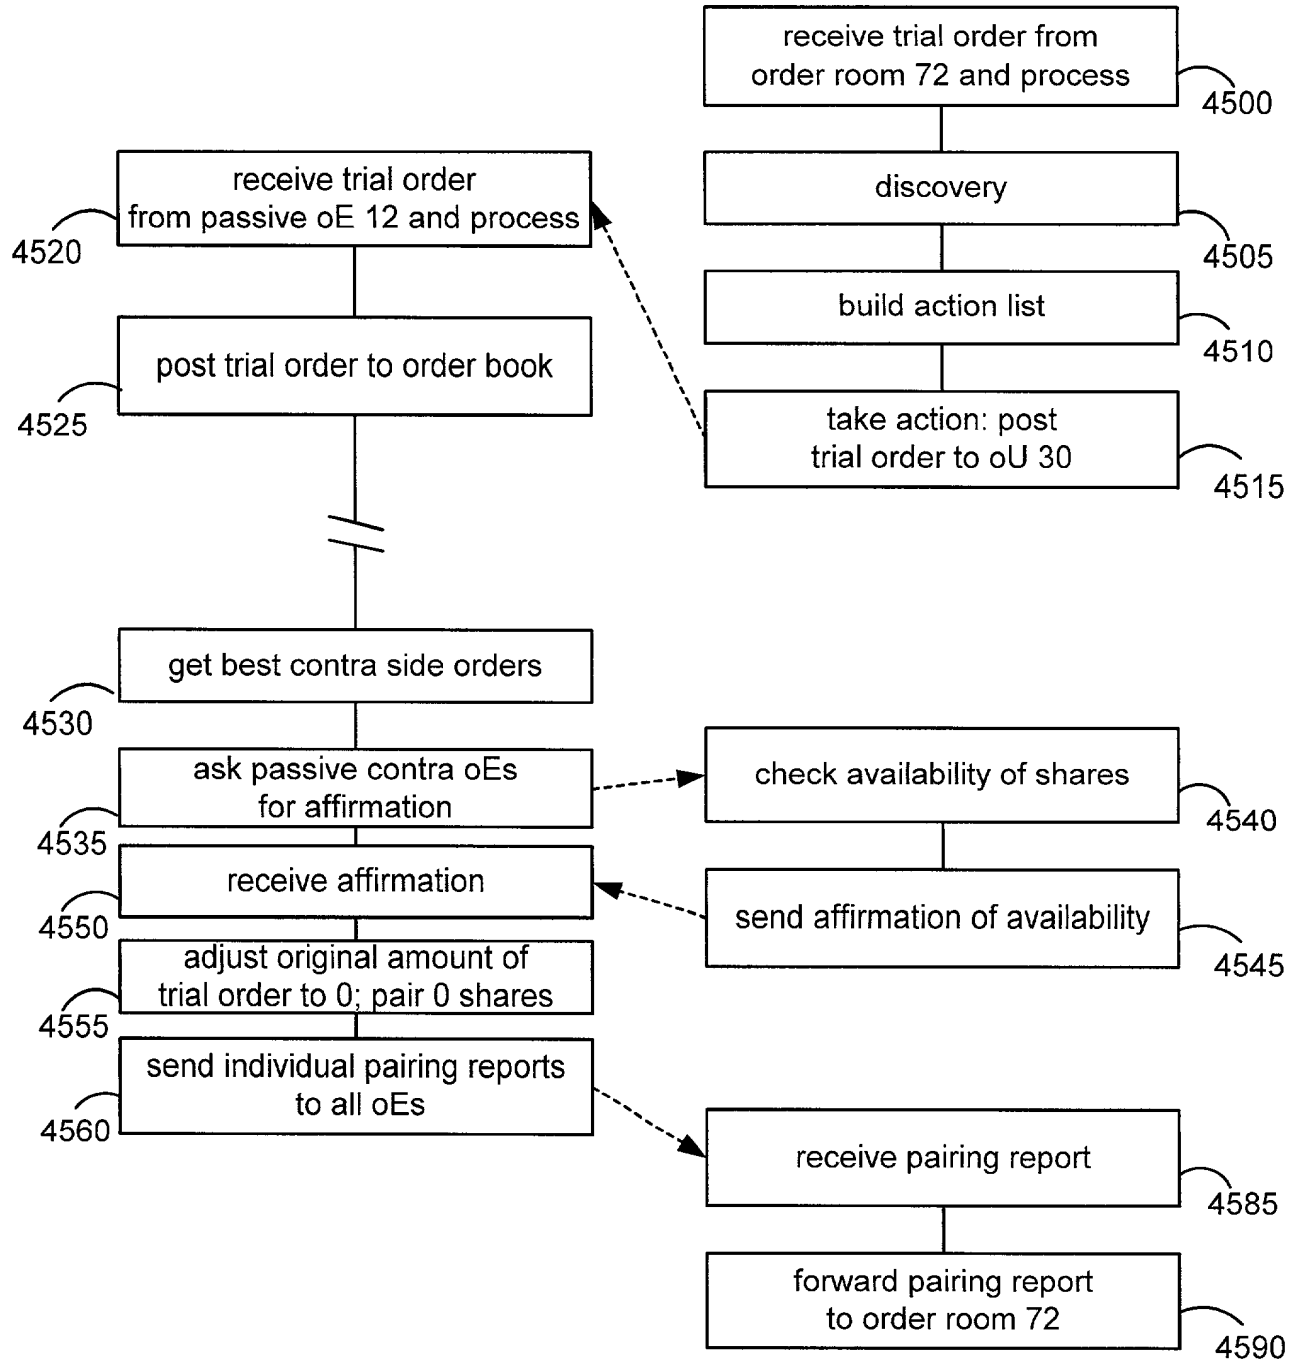 receive trial order from
order room 72 and process
4500
discovery
4505
build action list
4510
take action: post
trial order to oU 30
4515
receive trial order
from passive oE 12 and process
4520
post trial order to order book
4525
get best contra side orders
4530
ask passive contra oEs
for affirmation
4535
check availability of shares
4540
send affirmation of availability
4545
receive affirmation
4550
adjust original amount of
trial order to 0; pair 0 shares
4555
send individual pairing reports
to all oEs
4560
receive pairing report
4585
forward pairing report
to order room 72
4590